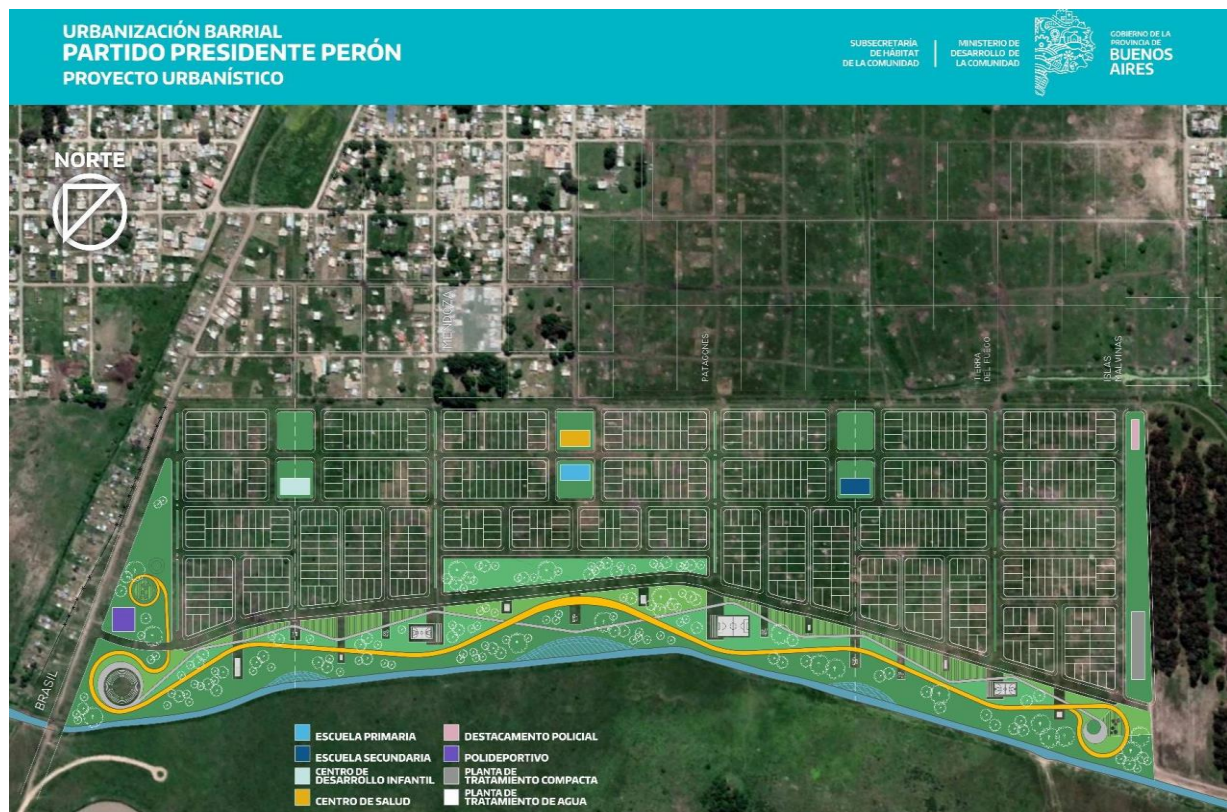 URBANIZACIÓN BARRIAL
PARTIDO PRESIDENTE PERÓN
PROYECTO URBANÍSTICO
SUBSECRETARÍA
DE HÁBITAT
DE LA COMUNIDAD
MINISTERIO DE
DESARROLLO DE
LA COMUNIDAD
GOBIERNO DE LA
PROVINCIA DE
BUENOS
AIRES
NORTE
MENDOZA
PATAGONES
TIERRA
DEL FUEGO
ISLAS
MALVINAS
BRASIL
ESCUELA PRIMARIA
ESCUELA SECUNDARIA
CENTRO DE
DESARROLLO INFANTIL
CENTRO DE SALUD
DESTACAMENTO POLICIAL
POLIDEPORTIVO
PLANTA DE
TRATAMIENTO COMPACTA
PLANTA DE
TRATAMIENTO DE AGUA